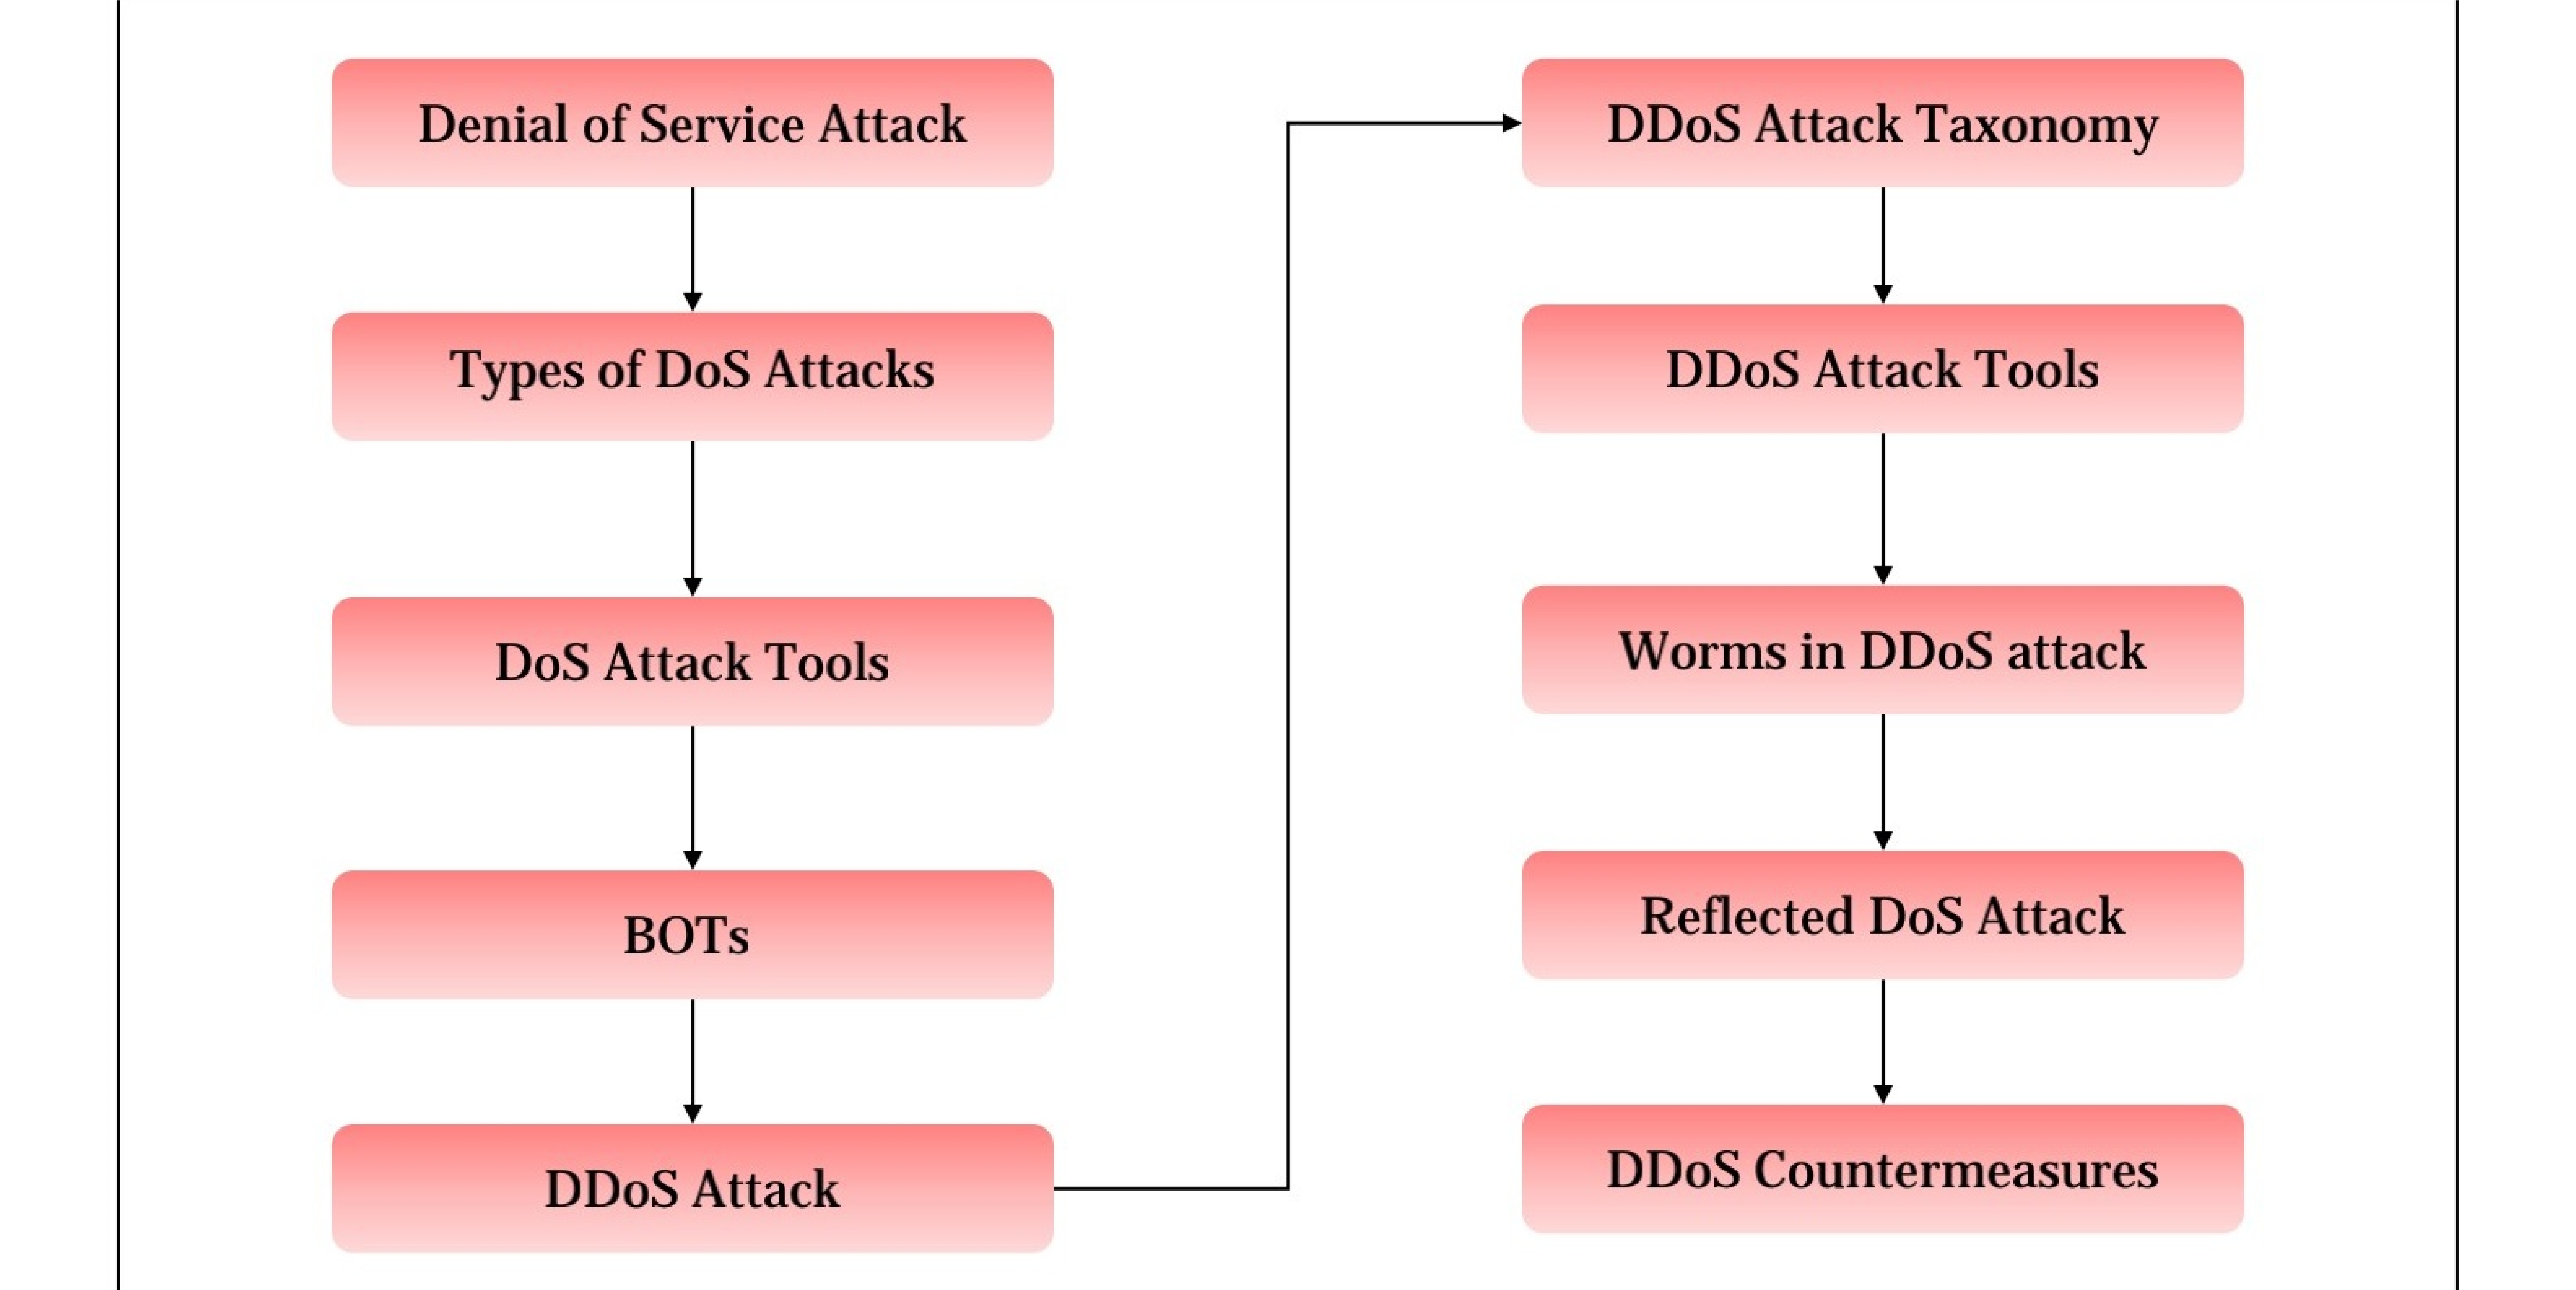 Denial of Service Attack
Types of DoS Attacks
DoS Attack Tools
BOTs
DDoS Attack
DDoS Attack Taxonomy
DDoS Attack Tools
Worms in DDoS attack
Reflected DoS Attack
DDoS Countermeasures